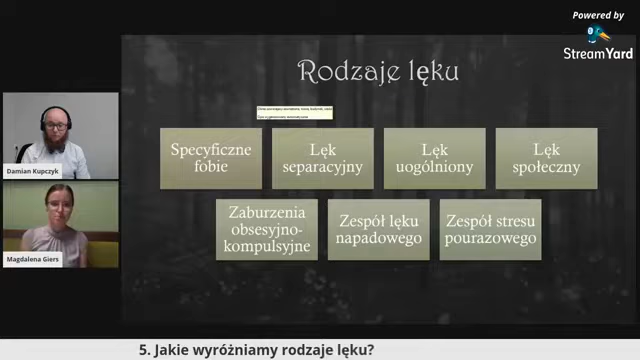 Powered by
StreamYard
Rodzaje lęku
Specyficzne
fobie
Lęk
separacyjny
Lęk
uogólniony
Lęk
społeczny
Zaburzenia
obsesyjno-
kompulsyjne
Zespół lęku
napadowego
Zespół stresu
pourazowego
Damian Kupczyk
Magdalena Giers
5. Jakie wyróżniamy rodzaje lęku?